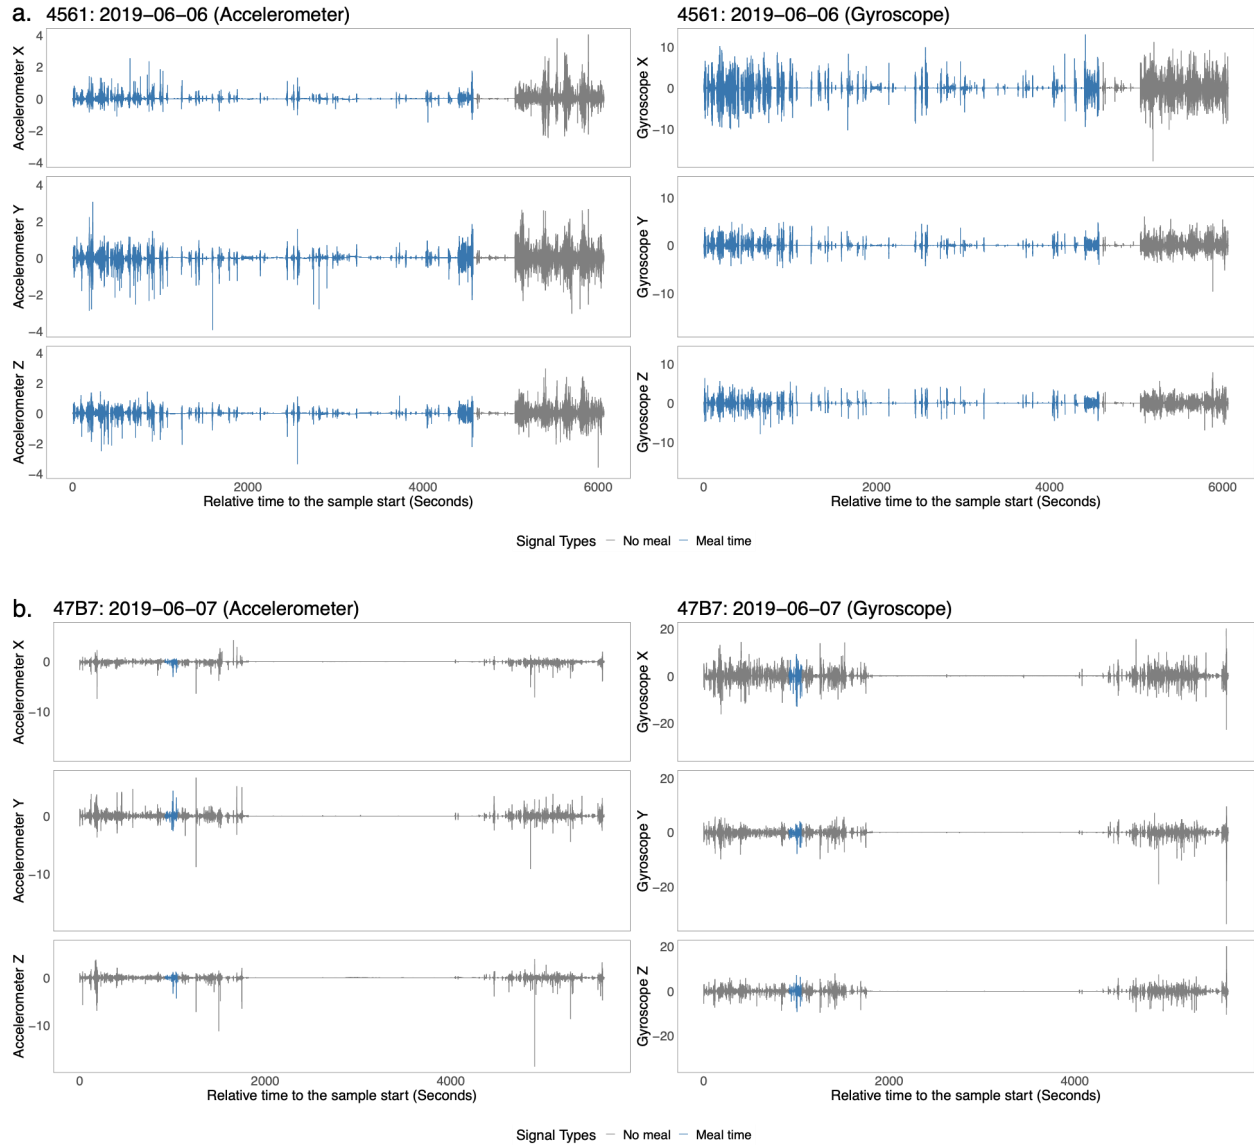 a. 4561: 2019−06−06 (Accelerometer) 4561: 2019−06−06 (Gyroscope)
Accelerometer X
4
2
0
−2
−4
Gyroscope X
10
0
−10
Accelerometer Y
4
2
0
−2
−4
Gyroscope Y
10
0
−10
Accelerometer Z
4
2
0
−2
−4
Gyroscope Z
10
0
−10
0 2000 4000 6000
Relative time to the sample start (Seconds)
0 2000 4000 6000
Relative time to the sample start (Seconds)
Signal Types No meal Meal time
b. 47B7: 2019−06−07 (Accelerometer) 47B7: 2019−06−07 (Gyroscope)
Accelerometer X
0
−10
Gyroscope X
20
0
−20
Accelerometer Y
0
−10
Gyroscope Y
20
0
−20
Accelerometer Z
0
−10
Gyroscope Z
20
0
−20
0 2000 4000
Relative time to the sample start (Seconds)
0 2000 4000
Relative time to the sample start (Seconds)
Signal Types No meal Meal time